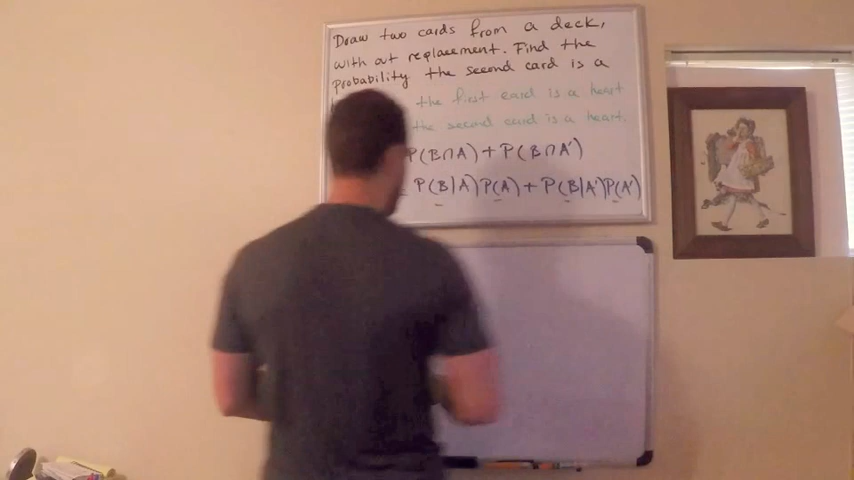 Draw two cards from a deck,
with out replacement. Find the
probability the second card is a
the first card is a heart
the second card is a heart.
P(B∩A) + P(B∩A')
P(B|A)P(A) + P(B|A')P(A')